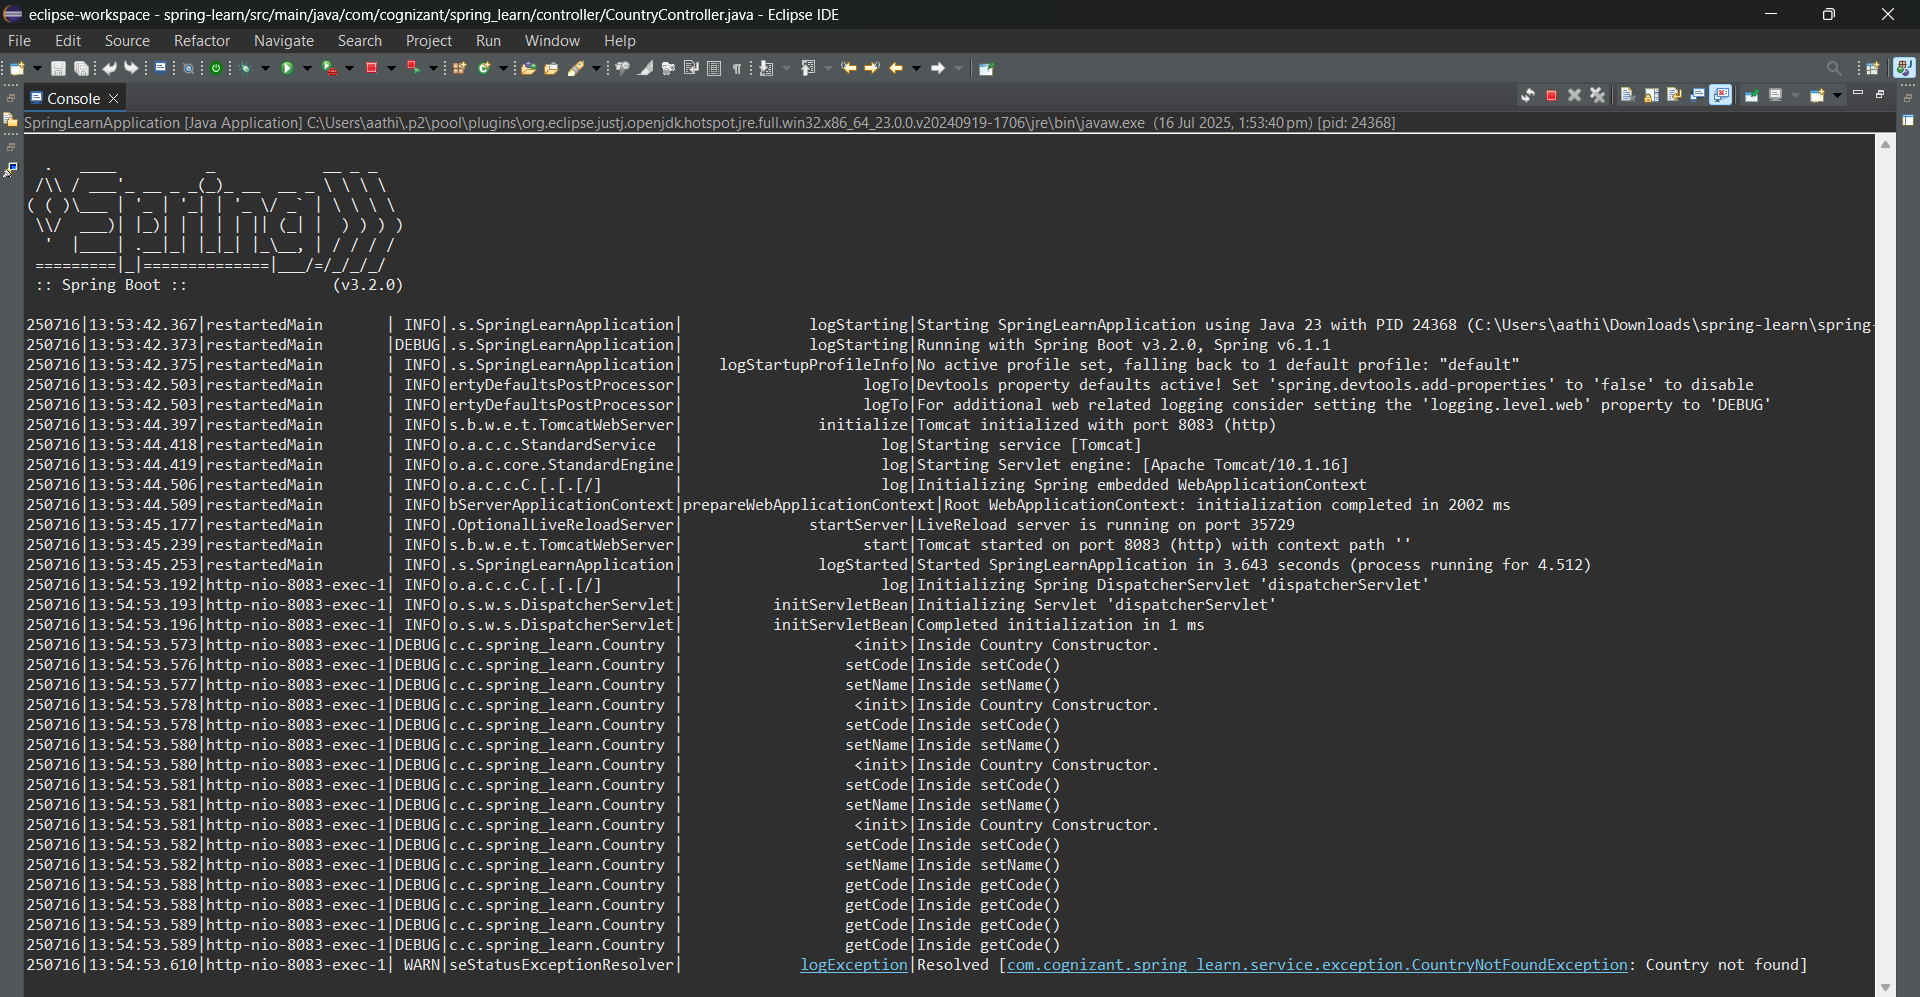 eclipse-workspace - spring-learn/src/main/java/com/cognizant/spring_learn/controller/CountryController.java - Eclipse IDE
File Edit Source Refactor Navigate Search Project Run Window Help
Console
SpringLearnApplication [Java Application] C:\Users\aathi\.p2\pool\plugins\org.eclipse.justj.openjdk.hotspot.jre.full.win32.x86_64_23.0.0.v20240919-1706\jre\bin\javaw.exe (16 Jul 2025, 1:53:40 pm) [pid: 24368]
  .   ____          _            __ _ _
 /\\ / ___'_ __ _ _(_)_ __  __ _ \ \ \ \
( ( )\___ | '_ | '_| | '_ \/ _` | \ \ \ \
 \\/  ___)| |_)| | | | | || (_| |  ) ) ) )
  '  |____| .__|_| |_|_| |_\__, | / / / /
 =========|_|==============|___/=/_/_/_/
 :: Spring Boot ::                (v3.2.0)
250716|13:53:42.367|restartedMain       | INFO|.s.SpringLearnApplication|              logStarting|Starting SpringLearnApplication using Java 23 with PID 24368 (C:\Users\aathi\Downloads\spring-learn\spring-
250716|13:53:42.373|restartedMain       |DEBUG|.s.SpringLearnApplication|              logStarting|Running with Spring Boot v3.2.0, Spring v6.1.1
250716|13:53:42.375|restartedMain       | INFO|.s.SpringLearnApplication|    logStartupProfileInfo|No active profile set, falling back to 1 default profile: "default"
250716|13:53:42.503|restartedMain       | INFO|ertyDefaultsPostProcessor|                    logTo|Devtools property defaults active! Set 'spring.devtools.add-properties' to 'false' to disable
250716|13:53:42.503|restartedMain       | INFO|ertyDefaultsPostProcessor|                    logTo|For additional web related logging consider setting the 'logging.level.web' property to 'DEBUG'
250716|13:53:44.397|restartedMain       | INFO|s.b.w.e.t.TomcatWebServer|               initialize|Tomcat initialized with port 8083 (http)
250716|13:53:44.418|restartedMain       | INFO|o.a.c.c.StandardService  |                      log|Starting service [Tomcat]
250716|13:53:44.419|restartedMain       | INFO|o.a.c.core.StandardEngine|                      log|Starting Servlet engine: [Apache Tomcat/10.1.16]
250716|13:53:44.506|restartedMain       | INFO|o.a.c.c.C.[.[.[/]        |                      log|Initializing Spring embedded WebApplicationContext
250716|13:53:44.509|restartedMain       | INFO|bServerApplicationContext|prepareWebApplicationContext|Root WebApplicationContext: initialization completed in 2002 ms
250716|13:53:45.177|restartedMain       | INFO|.OptionalLiveReloadServer|              startServer|LiveReload server is running on port 35729
250716|13:53:45.239|restartedMain       | INFO|s.b.w.e.t.TomcatWebServer|                    start|Tomcat started on port 8083 (http) with context path ''
250716|13:53:45.253|restartedMain       | INFO|.s.SpringLearnApplication|               logStarted|Started SpringLearnApplication in 3.643 seconds (process running for 4.512)
250716|13:54:53.192|http-nio-8083-exec-1| INFO|o.a.c.c.C.[.[.[/]        |                      log|Initializing Spring DispatcherServlet 'dispatcherServlet'
250716|13:54:53.193|http-nio-8083-exec-1| INFO|o.s.w.s.DispatcherServlet|          initServletBean|Initializing Servlet 'dispatcherServlet'
250716|13:54:53.196|http-nio-8083-exec-1| INFO|o.s.w.s.DispatcherServlet|          initServletBean|Completed initialization in 1 ms
250716|13:54:53.573|http-nio-8083-exec-1|DEBUG|c.c.spring_learn.Country |                   <init>|Inside Country Constructor.
250716|13:54:53.576|http-nio-8083-exec-1|DEBUG|c.c.spring_learn.Country |                  setCode|Inside setCode()
250716|13:54:53.577|http-nio-8083-exec-1|DEBUG|c.c.spring_learn.Country |                  setName|Inside setName()
250716|13:54:53.578|http-nio-8083-exec-1|DEBUG|c.c.spring_learn.Country |                   <init>|Inside Country Constructor.
250716|13:54:53.578|http-nio-8083-exec-1|DEBUG|c.c.spring_learn.Country |                  setCode|Inside setCode()
250716|13:54:53.580|http-nio-8083-exec-1|DEBUG|c.c.spring_learn.Country |                  setName|Inside setName()
250716|13:54:53.580|http-nio-8083-exec-1|DEBUG|c.c.spring_learn.Country |                   <init>|Inside Country Constructor.
250716|13:54:53.581|http-nio-8083-exec-1|DEBUG|c.c.spring_learn.Country |                  setCode|Inside setCode()
250716|13:54:53.581|http-nio-8083-exec-1|DEBUG|c.c.spring_learn.Country |                  setName|Inside setName()
250716|13:54:53.581|http-nio-8083-exec-1|DEBUG|c.c.spring_learn.Country |                   <init>|Inside Country Constructor.
250716|13:54:53.582|http-nio-8083-exec-1|DEBUG|c.c.spring_learn.Country |                  setCode|Inside setCode()
250716|13:54:53.582|http-nio-8083-exec-1|DEBUG|c.c.spring_learn.Country |                  setName|Inside setName()
250716|13:54:53.588|http-nio-8083-exec-1|DEBUG|c.c.spring_learn.Country |                  getCode|Inside getCode()
250716|13:54:53.588|http-nio-8083-exec-1|DEBUG|c.c.spring_learn.Country |                  getCode|Inside getCode()
250716|13:54:53.589|http-nio-8083-exec-1|DEBUG|c.c.spring_learn.Country |                  getCode|Inside getCode()
250716|13:54:53.589|http-nio-8083-exec-1|DEBUG|c.c.spring_learn.Country |                  getCode|Inside getCode()
250716|13:54:53.610|http-nio-8083-exec-1| WARN|seStatusExceptionResolver|             logException|Resolved [com.cognizant.spring_learn.service.exception.CountryNotFoundException: Country not found]